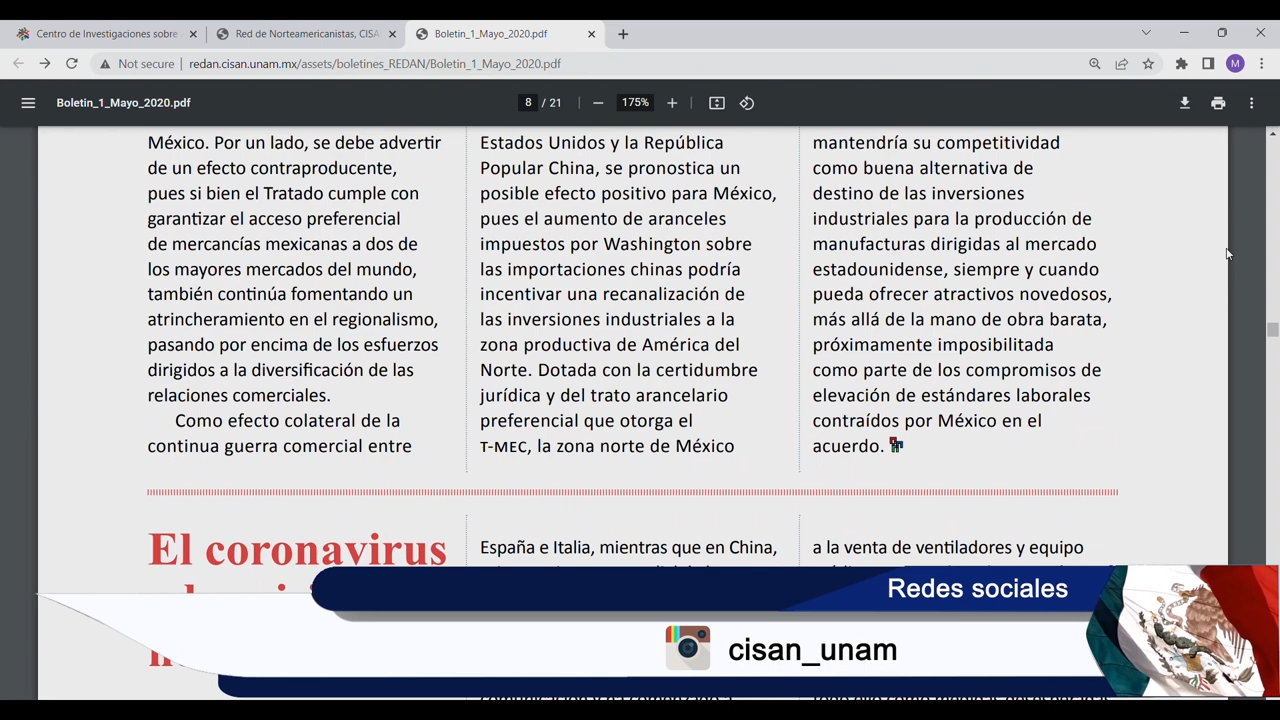 Centro de Investigaciones sobre
Red de Norteamericanistas, CISA
Boletin_1_Mayo_2020.pdf
Not secure
redan.cisan.unam.mx/assets/boletines_REDAN/Boletin_1_Mayo_2020.pdf
M
Boletin_1_Mayo_2020.pdf
8 / 21
175%
México. Por un lado, se debe advertir
de un efecto contraproducente,
pues si bien el Tratado cumple con
garantizar el acceso preferencial
de mercancías mexicanas a dos de
los mayores mercados del mundo,
también continúa fomentando un
atrincheramiento en el regionalismo,
pasando por encima de los esfuerzos
dirigidos a la diversificación de las
relaciones comerciales.
Como efecto colateral de la
continua guerra comercial entre
Estados Unidos y la República
Popular China, se pronostica un
posible efecto positivo para México,
pues el aumento de aranceles
impuestos por Washington sobre
las importaciones chinas podría
incentivar una recanalización de
las inversiones industriales a la
zona productiva de América del
Norte. Dotada con la certidumbre
jurídica y del trato arancelario
preferencial que otorga el
T-MEC, la zona norte de México
mantendría su competitividad
como buena alternativa de
destino de las inversiones
industriales para la producción de
manufacturas dirigidas al mercado
estadounidense, siempre y cuando
pueda ofrecer atractivos novedosos,
más allá de la mano de obra barata,
próximamente imposibilitada
como parte de los compromisos de
elevación de estándares laborales
contraídos por México en el
acuerdo.
El coronavirus
España e Italia, mientras que en China,
a la venta de ventiladores y equipo
Redes sociales
cisan_unam